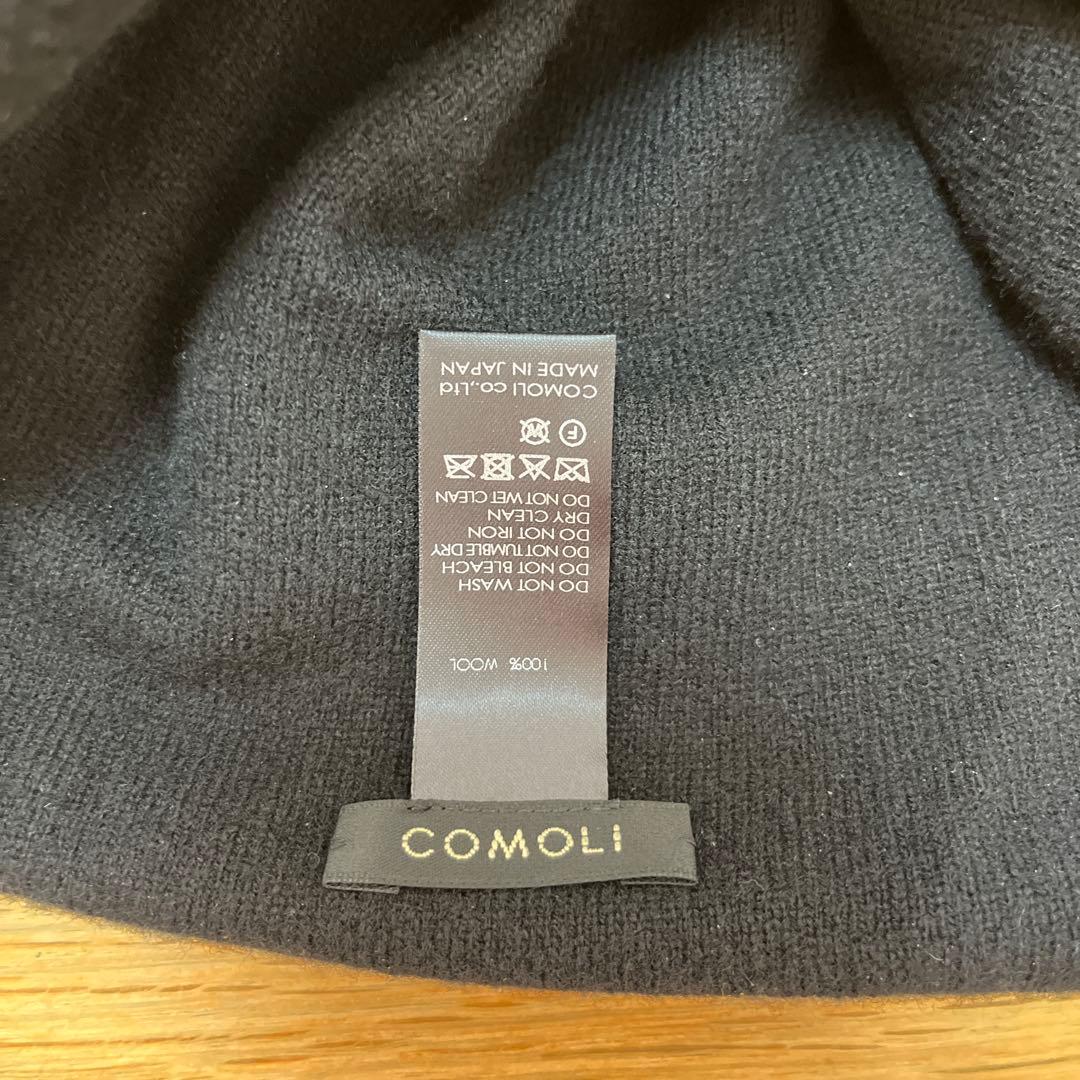 COMOLI
100% WOOL
DO NOT WASH
DO NOT BLEACH
DO NOT TUMBLE DRY
DO NOT IRON
DRY CLEAN
DO NOT WET CLEAN
F W
COMOLI co.,Ltd
MADE IN JAPAN